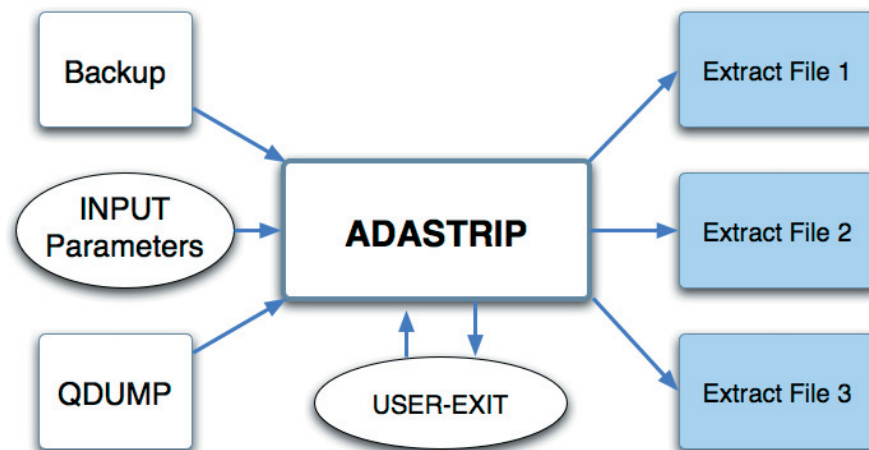 Backup
Extract File 1
INPUT
Parameters
ADASTRIP
Extract File 2
QDUMP
USER-EXIT
Extract File 3